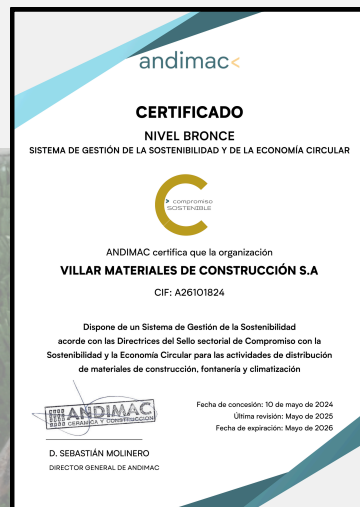 andimac<
CERTIFICADO
NIVEL BRONCE
SISTEMA DE GESTIÓN DE LA SOSTENIBILIDAD Y DE LA ECONOMÍA CIRCULAR
compromiso
SOSTENIBLE
ANDIMAC certifica que la organización
VILLAR MATERIALES DE CONSTRUCCIÓN S.A
CIF: A26101824
Dispone de un Sistema de Gestión de la Sostenibilidad
acorde con las Directrices del Sello sectorial de Compromiso con la
Sostenibilidad y la Economía Circular para las actividades de distribución
de materiales de construcción, fontanería y climatización
ANDIMAC
CERÁMICA Y CONSTRUCCIÓN
Fecha de concesión: 10 de mayo de 2024
Última revisión: Mayo de 2025
Fecha de expiración: Mayo de 2026
D. SEBASTIÁN MOLINERO
DIRECTOR GENERAL DE ANDIMAC